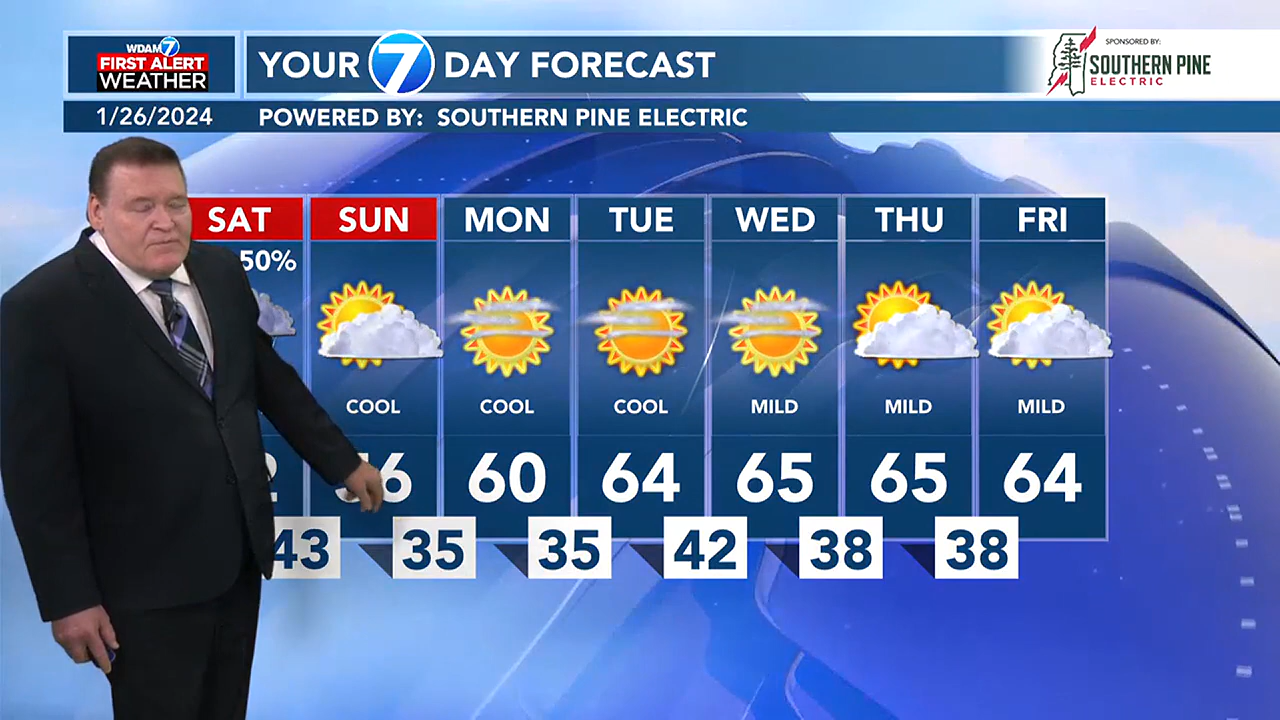 WDAM 7
FIRST ALERT
WEATHER
YOUR 7 DAY FORECAST
SPONSORED BY:
SOUTHERN PINE
ELECTRIC
1/26/2024
POWERED BY: SOUTHERN PINE ELECTRIC
SAT SUN MON TUE WED THU FRI
50%
COOL COOL COOL MILD MILD MILD
60 64 65 65 64
43 35 35 42 38 38